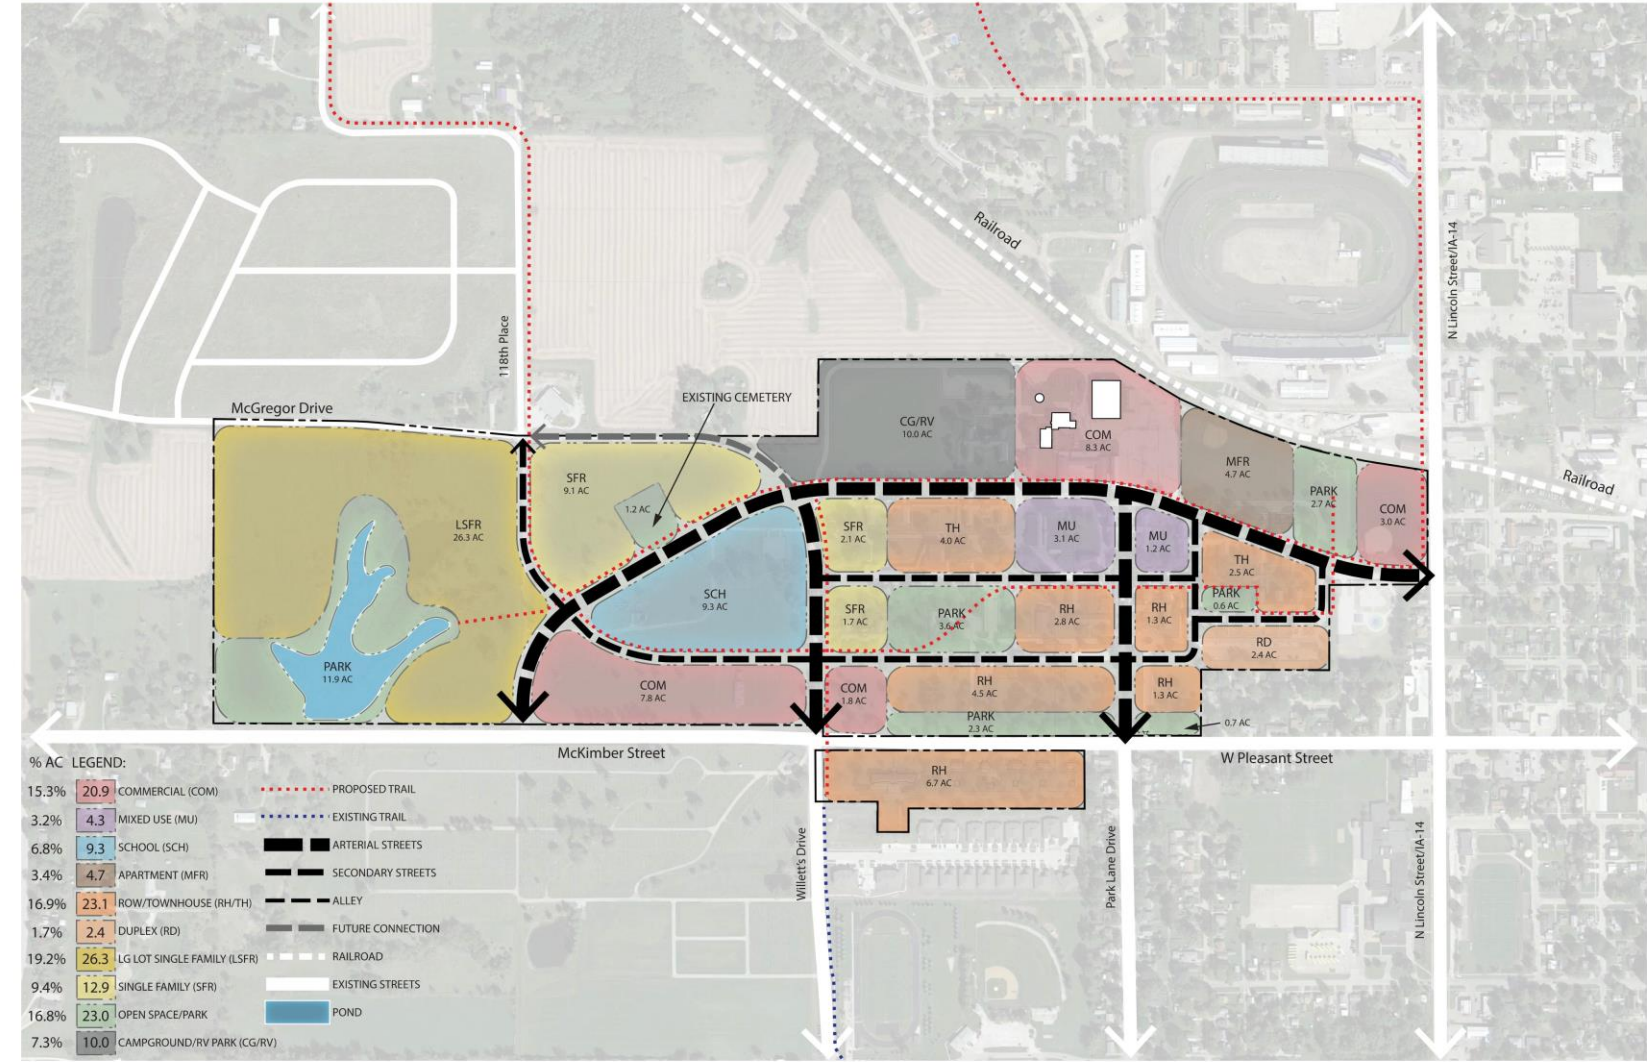 Railroad
N Lincoln Street/IA-14
118th Place
McGregor Drive
EXISTING CEMETERY
CG/RV
10.0 AC
COM
8.3 AC
MFR
4.7 AC
Railroad
PARK
2.7 AC
COM
3.0 AC
SFR
9.1 AC
1.2 AC
LSFR
26.3 AC
SFR
2.1 AC
TH
4.0 AC
MU
3.1 AC
MU
1.2 AC
TH
2.5 AC
SCH
9.3 AC
PARK
0.6 AC
SFR
1.7 AC
PARK
3.6 AC
RH
2.8 AC
RH
1.3 AC
RD
2.4 AC
PARK
11.9 AC
COM
7.8 AC
COM
1.8 AC
RH
4.5 AC
RH
1.3 AC
PARK
2.3 AC
0.7 AC
McKimber Street
W Pleasant Street
RH
6.7 AC
Willett's Drive
Park Lane Drive
N Lincoln Street/IA-14
% AC LEGEND:
15.3% 20.9 COMMERCIAL (COM) PROPOSED TRAIL
3.2% 4.3 MIXED USE (MU) EXISTING TRAIL
6.8% 9.3 SCHOOL (SCH) ARTERIAL STREETS
3.4% 4.7 APARTMENT (MFR) SECONDARY STREETS
16.9% 23.1 ROW/TOWNHOUSE (RH/TH) ALLEY
1.7% 2.4 DUPLEX (RD) FUTURE CONNECTION
19.2% 26.3 LG LOT SINGLE FAMILY (LSFR) RAILROAD
9.4% 12.9 SINGLE FAMILY (SFR) EXISTING STREETS
16.8% 23.0 OPEN SPACE/PARK POND
7.3% 10.0 CAMPGROUND/RV PARK (CG/RV)